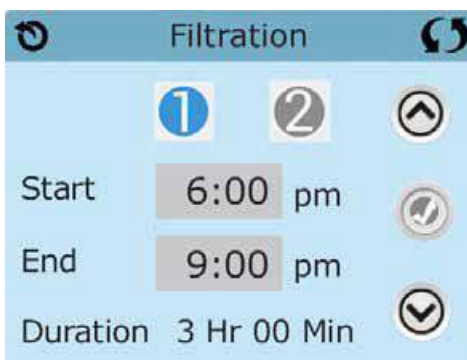 Filtration
1 2
Start 6:00 pm
End 9:00 pm
Duration 3 Hr 00 Min